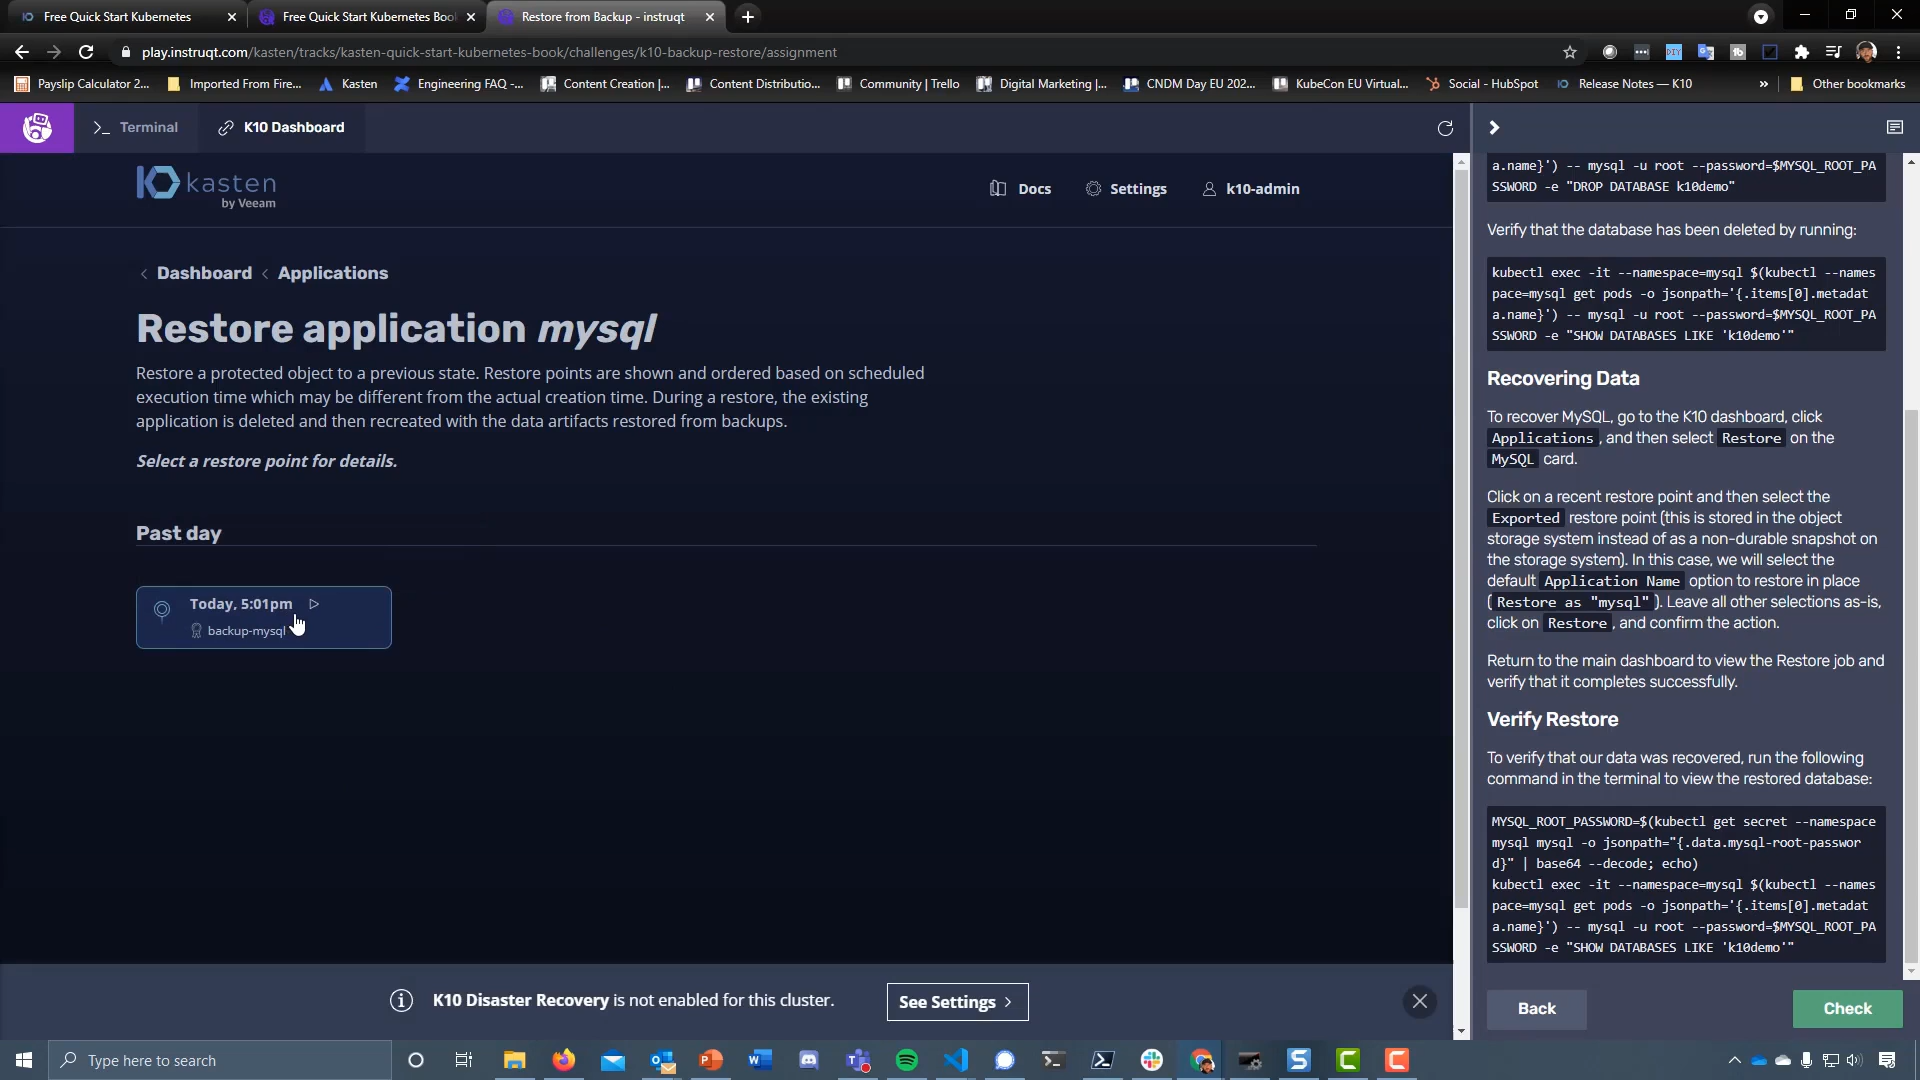 Free Quick Start Kubernetes
Free Quick Start Kubernetes Boo
Restore from Backup - instruqt
play.instruqt.com/kasten/tracks/kasten-quick-start-kubernetes-book/challenges/k10-backup-restore/assignment
Payslip Calculator 2...
Imported From Fire...
Kasten
Engineering FAQ -...
Content Creation |...
Content Distributio...
Community | Trello
Digital Marketing |...
CNDM Day EU 202...
KubeCon EU Virtual...
Social - HubSpot
Release Notes — K10
»
Other bookmarks
>_ Terminal
K10 Dashboard
kasten
by Veeam
Docs
Settings
k10-admin
< Dashboard < Applications
Restore application mysql
Restore a protected object to a previous state. Restore points are shown and ordered based on scheduled
execution time which may be different from the actual creation time. During a restore, the existing
application is deleted and then recreated with the data artifacts restored from backups.
Select a restore point for details.
Past day
Today, 5:01pm
backup-mysql
K10 Disaster Recovery is not enabled for this cluster.
See Settings >
a.name}') -- mysql -u root --password=$MYSQL_ROOT_PA
SSWORD -e "DROP DATABASE k10demo"
Verify that the database has been deleted by running:
kubectl exec -it --namespace=mysql $(kubectl --names
pace=mysql get pods -o jsonpath='{.items[0].metadat
a.name}') -- mysql -u root --password=$MYSQL_ROOT_PA
SSWORD -e "SHOW DATABASES LIKE 'k10demo'"
Recovering Data
To recover MySQL, go to the K10 dashboard, click
Applications, and then select Restore on the
MySQL card.
Click on a recent restore point and then select the
Exported restore point (this is stored in the object
storage system instead of as a non-durable snapshot on
the storage system). In this case, we will select the
default Application Name option to restore in place
(Restore as "mysql"). Leave all other selections as-is,
click on Restore, and confirm the action.
Return to the main dashboard to view the Restore job and
verify that it completes successfully.
Verify Restore
To verify that our data was recovered, run the following
command in the terminal to view the restored database:
MYSQL_ROOT_PASSWORD=$(kubectl get secret --namespace
mysql mysql -o jsonpath="{.data.mysql-root-passwor
d}" | base64 --decode; echo)
kubectl exec -it --namespace=mysql $(kubectl --names
pace=mysql get pods -o jsonpath='{.items[0].metadat
a.name}') -- mysql -u root --password=$MYSQL_ROOT_PA
SSWORD -e "SHOW DATABASES LIKE 'k10demo'"
Back
Check
Type here to search